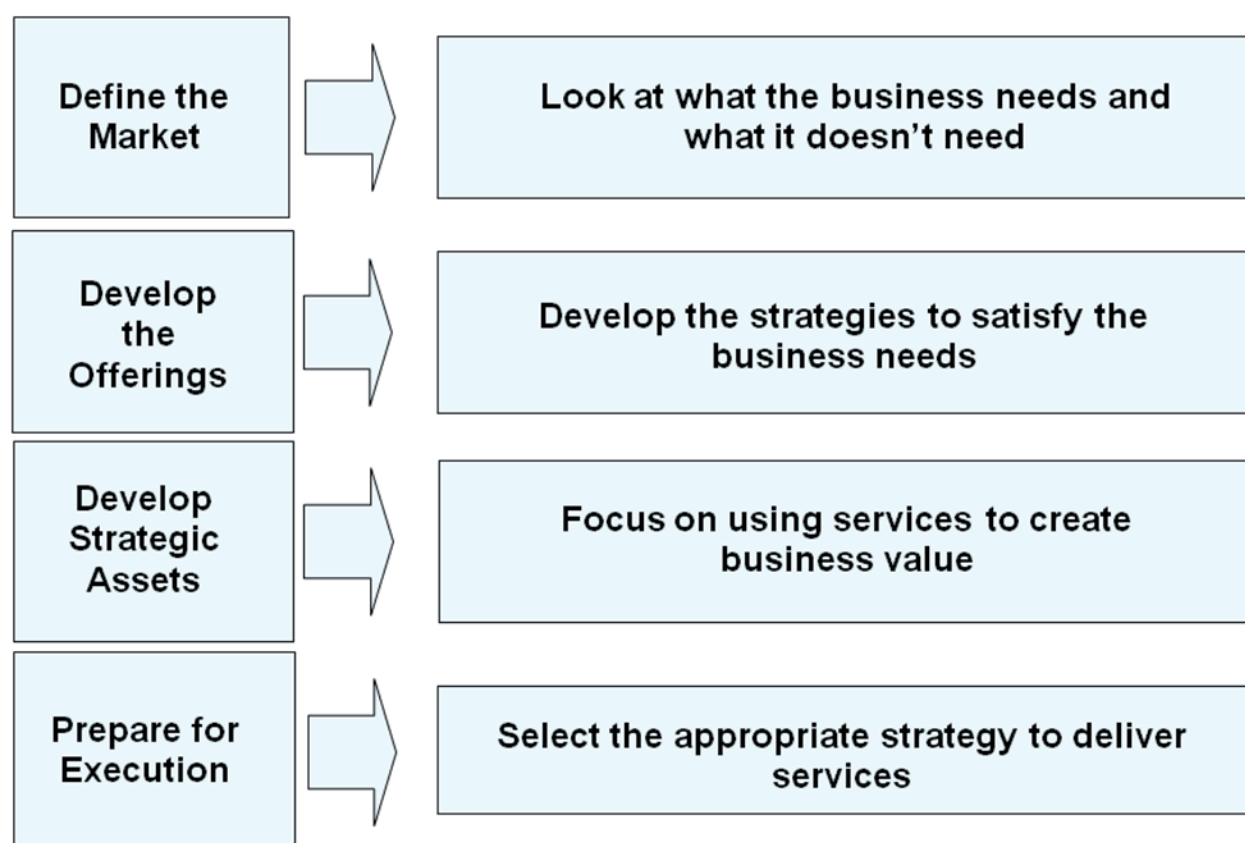 Define the
Market
Look at what the business needs and
what it doesn’t need
Develop
the
Offerings
Develop the strategies to satisfy the
business needs
Develop
Strategic
Assets
Focus on using services to create
business value
Prepare for
Execution
Select the appropriate strategy to deliver
services